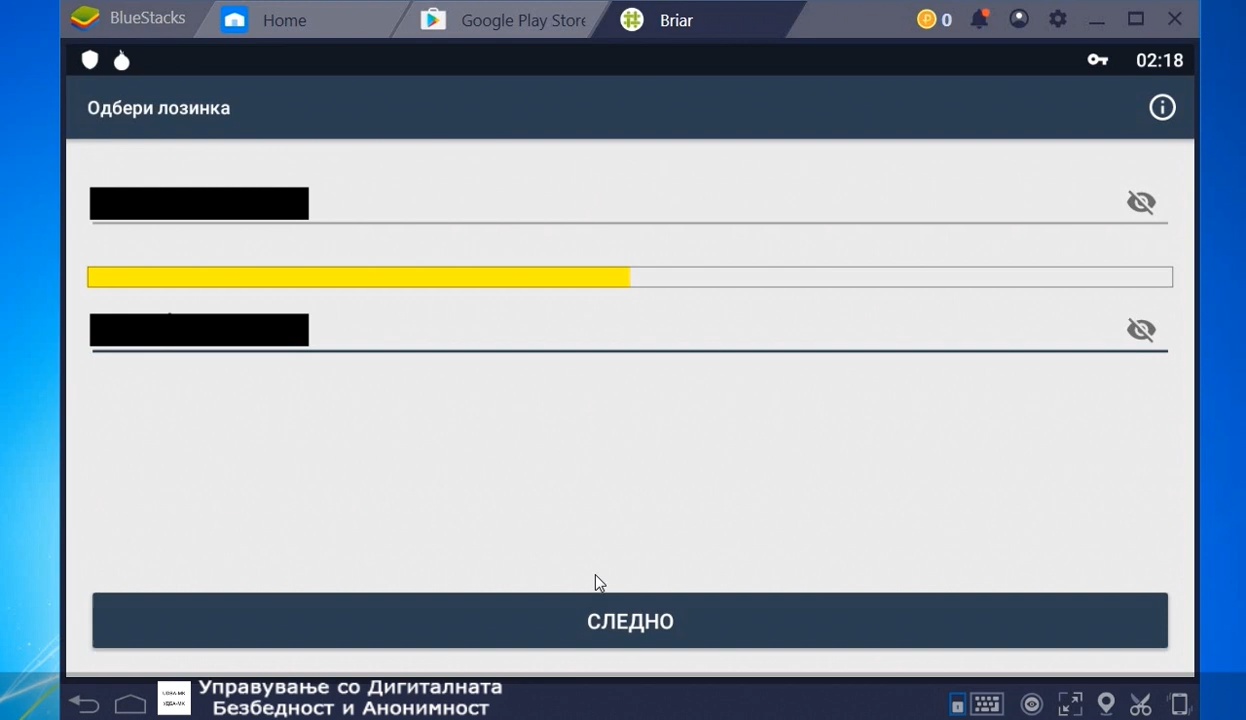 BlueStacks
Home
Google Play Store
Briar
0
02:18
Одбери лозинка
СЛЕДНО
Управување со Дигиталната
Безбедност и Анонимност